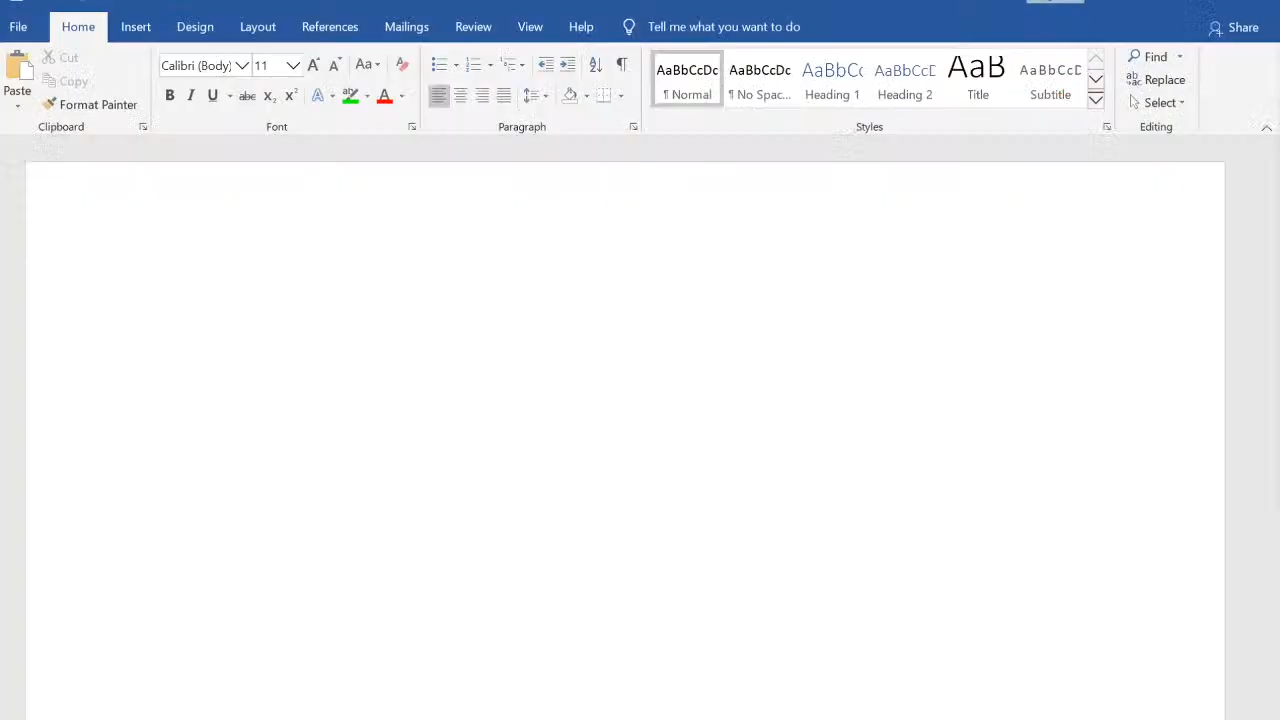 File Home Insert Design Layout References Mailings Review View Help Tell me what you want to do Share
Cut
Calibri (Body) 11 Aa
Find
Copy
Replace
Paste
Format Painter
B I U abc x₂ x² A A
AaBbCcDc AaBbCcDc AaBbCc AaBbCcD AaB AaBbCcD
¶ Normal ¶ No Spac... Heading 1 Heading 2 Title Subtitle
Select
Clipboard Font Paragraph Styles Editing